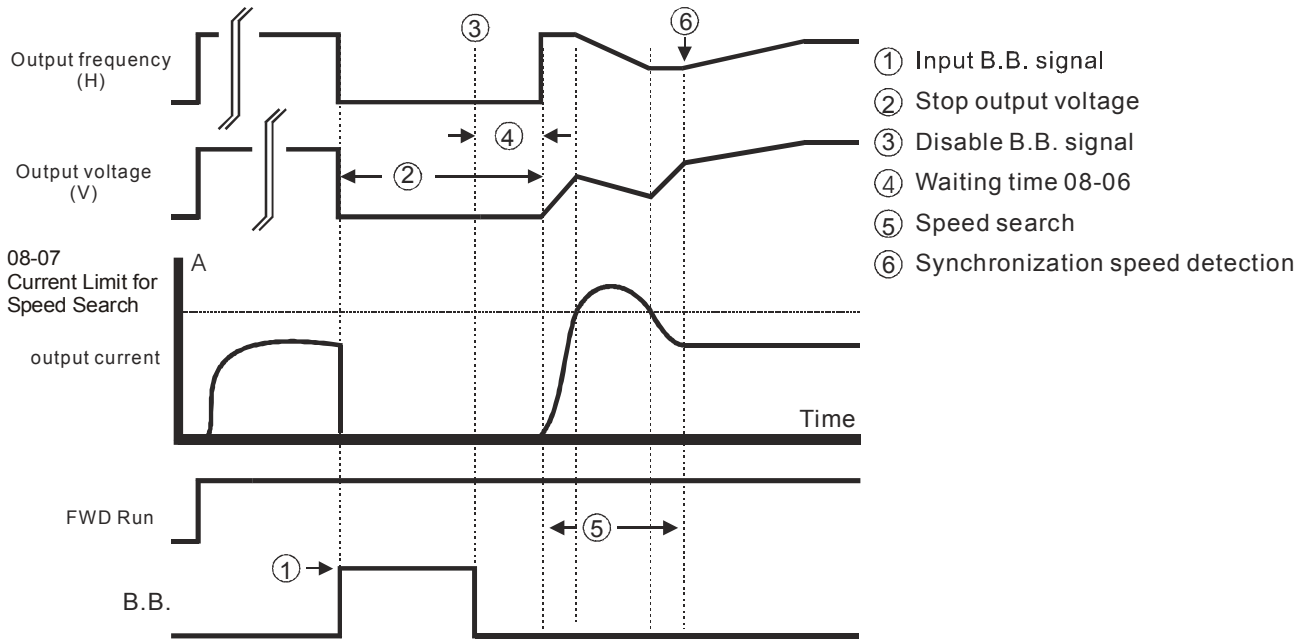 Output frequency
(H)
③
⑥
① Input B.B. signal
② Stop output voltage
③ Disable B.B. signal
④ Waiting time 08-06
⑤ Speed search
⑥ Synchronization speed detection
④
Output voltage
(V)
②
08-07
Current Limit for
Speed Search
A
output current
Time
FWD Run
⑤
①
B.B.